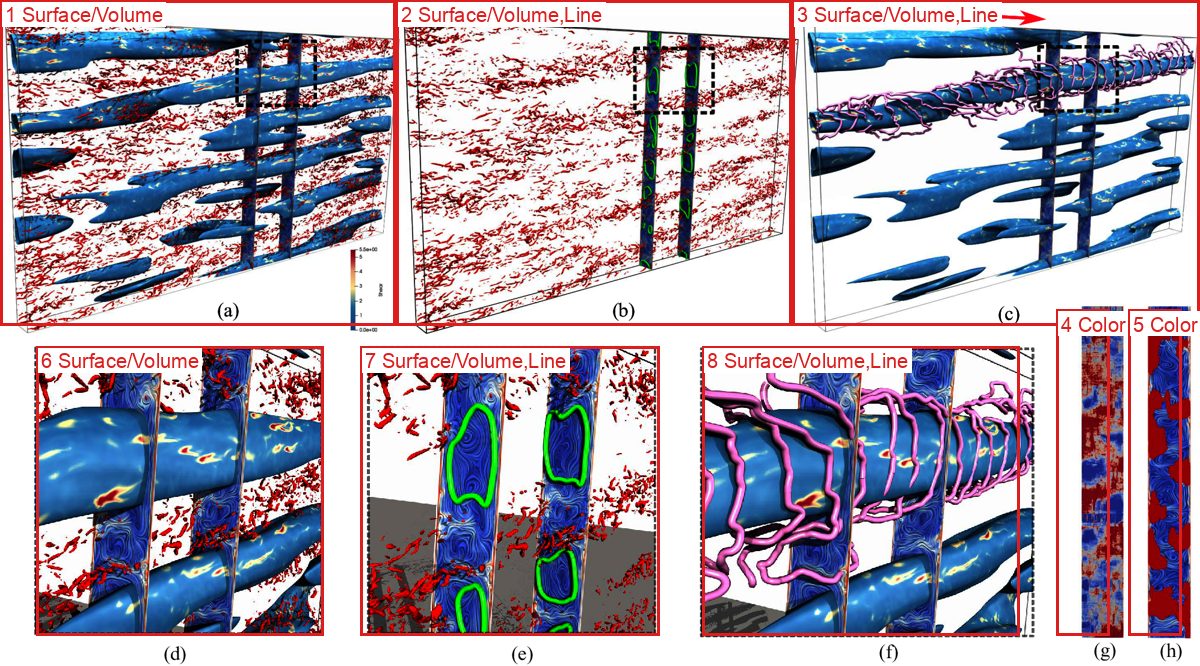 1 Surface/Volume
2 Surface/Volume,Line
3 Surface/Volume,Line
5.5e+00
5
4
3
2
1
0.0e+00
Shear
(a)
(b)
(c)
4 Color
5 Color
6 Surface/Volume
7 Surface/Volume,Line
8 Surface/Volume,Line
(d)
(e)
(f)
(g)
(h)